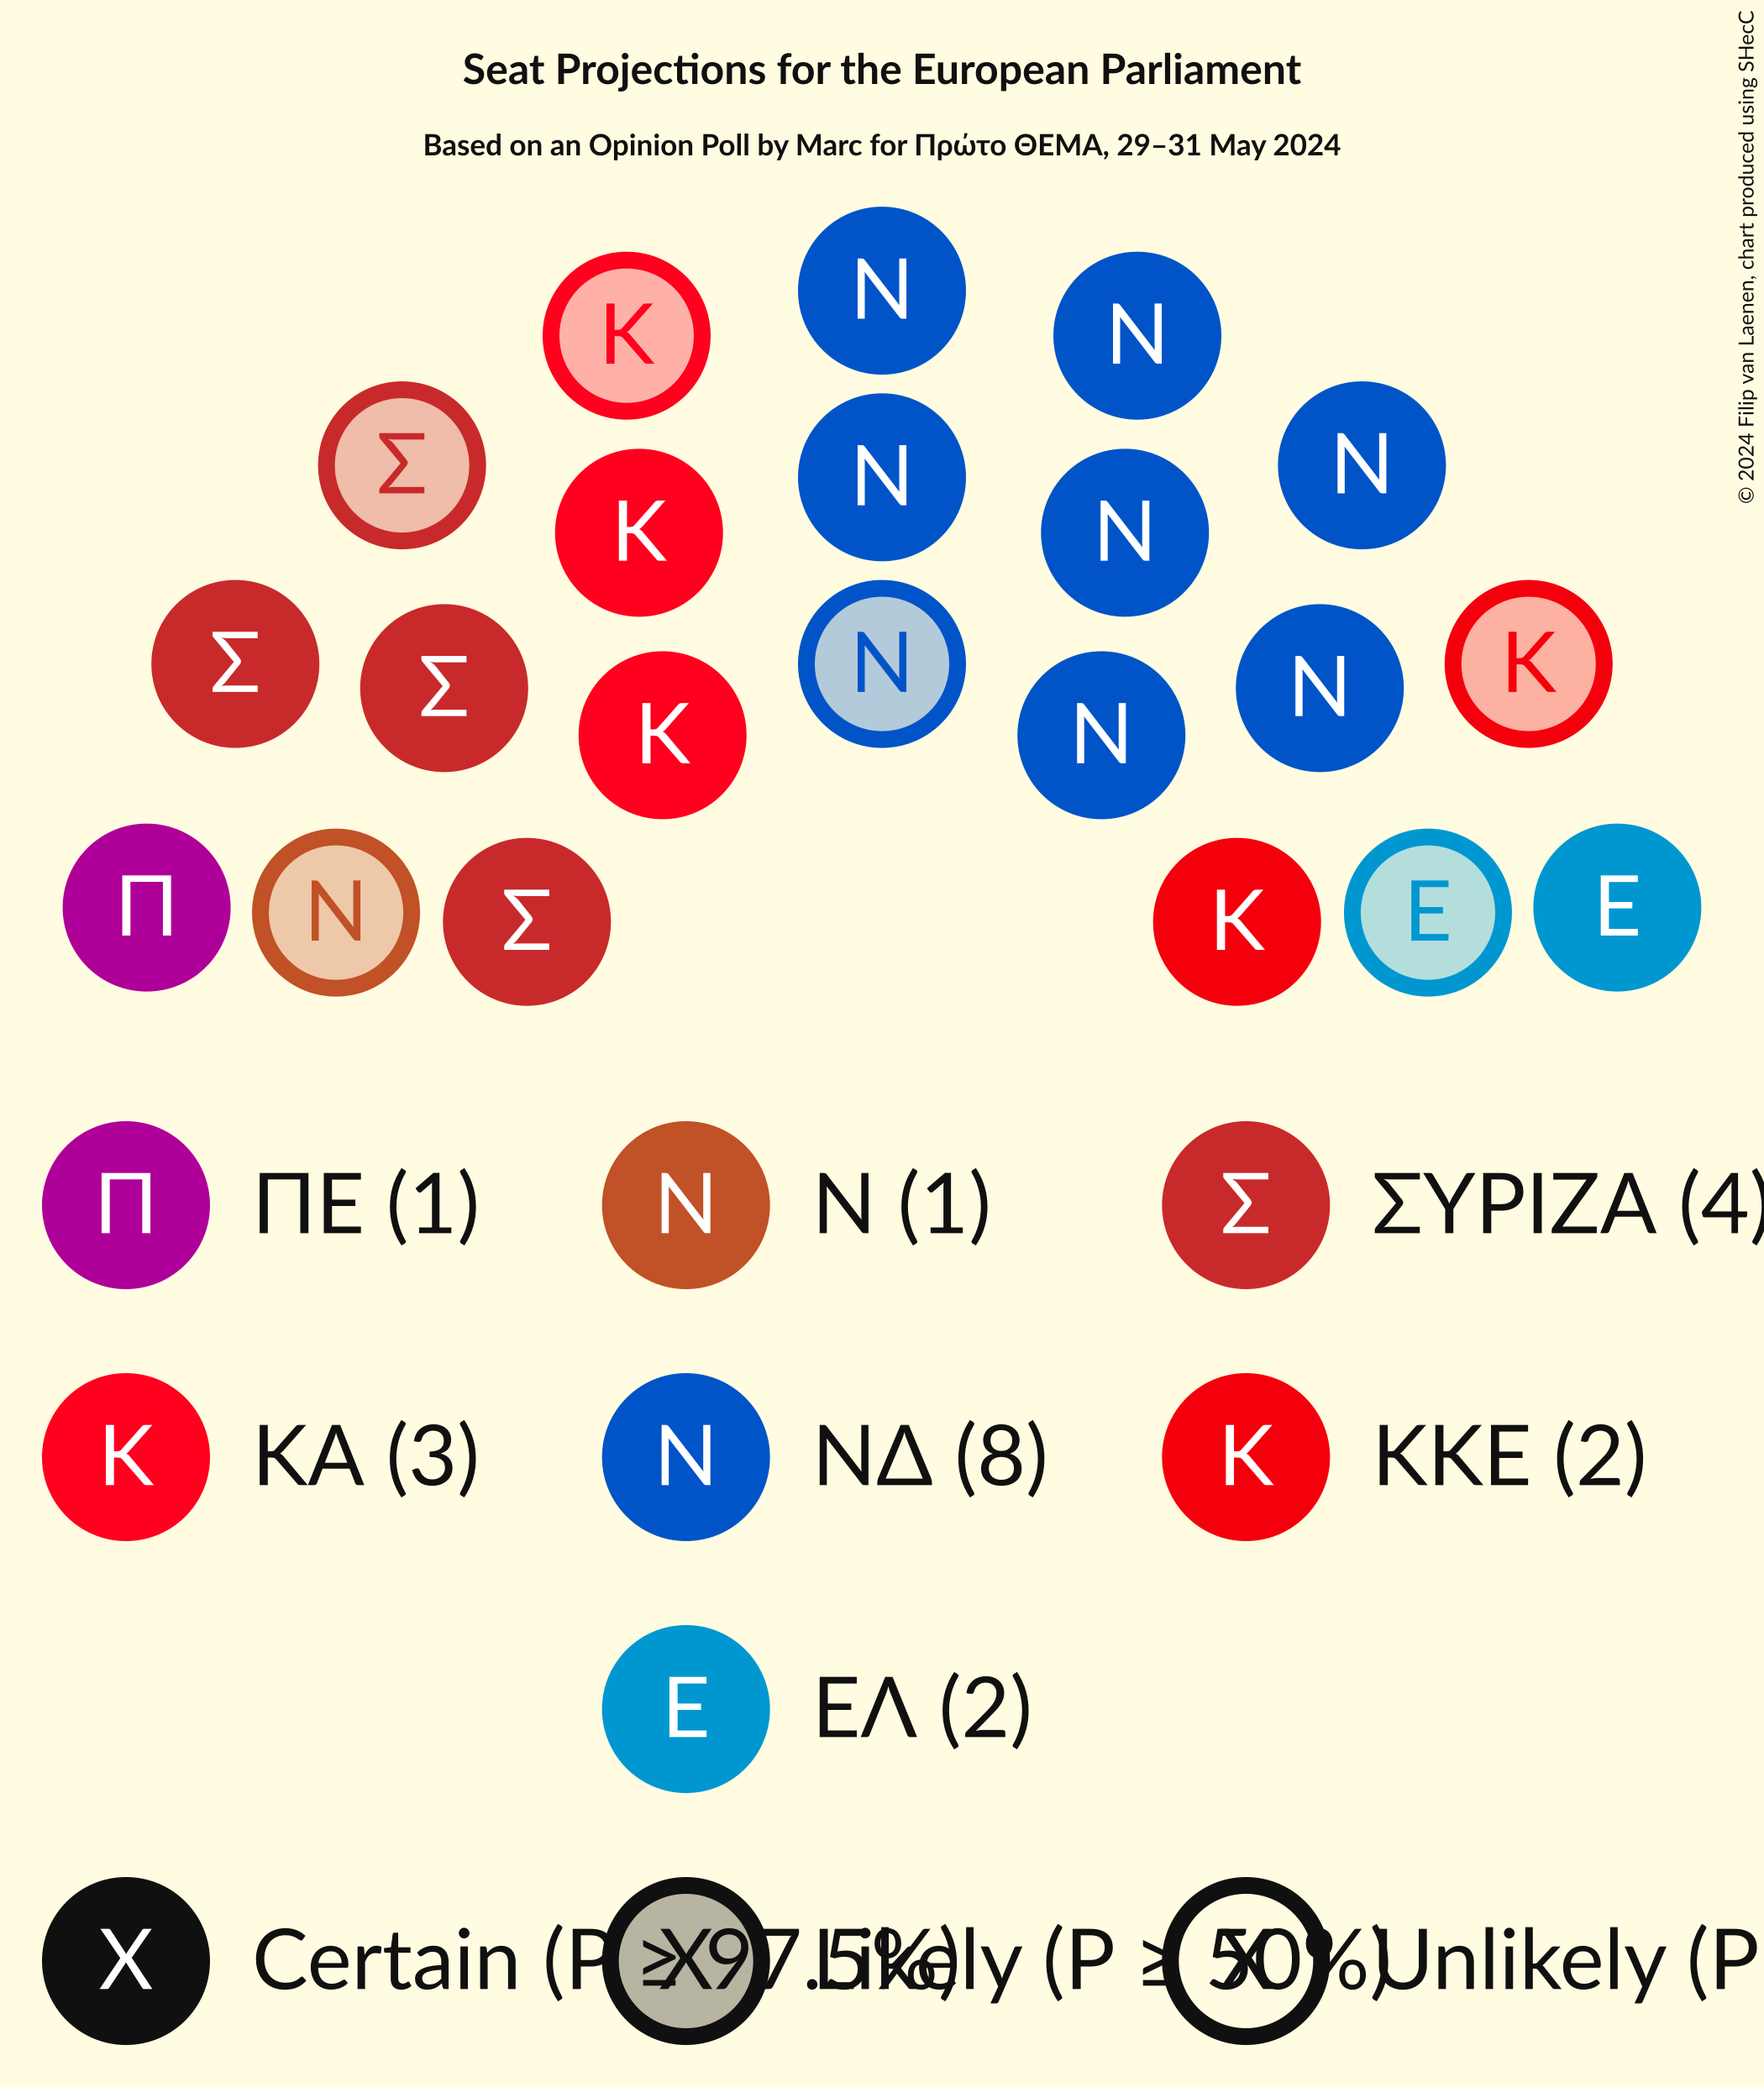 Seat Projections for the European Parliament
Based on an Opinion Poll by Marc for Πρώτο ΘΕΜΑ, 29–31 May 2024
© 2024 Filip van Laenen, chart produced using SHecC
Ν
Κ Ν
Σ Ν
Ν
Κ Ν
Σ Ν Κ
Σ Ν
Κ Ν
Π Ε
Ν Ε
Σ Κ
Π ΠΕ (1) Ν Ν (1) Σ ΣΥΡΙΖΑ (4)
Κ ΚΑ (3) Ν ΝΔ (8) Κ ΚΚΕ (2)
Ε ΕΛ (2)
X Certain (P ≥ 97.5%) X Likely (P ≥ 50%) X Unlikely (P